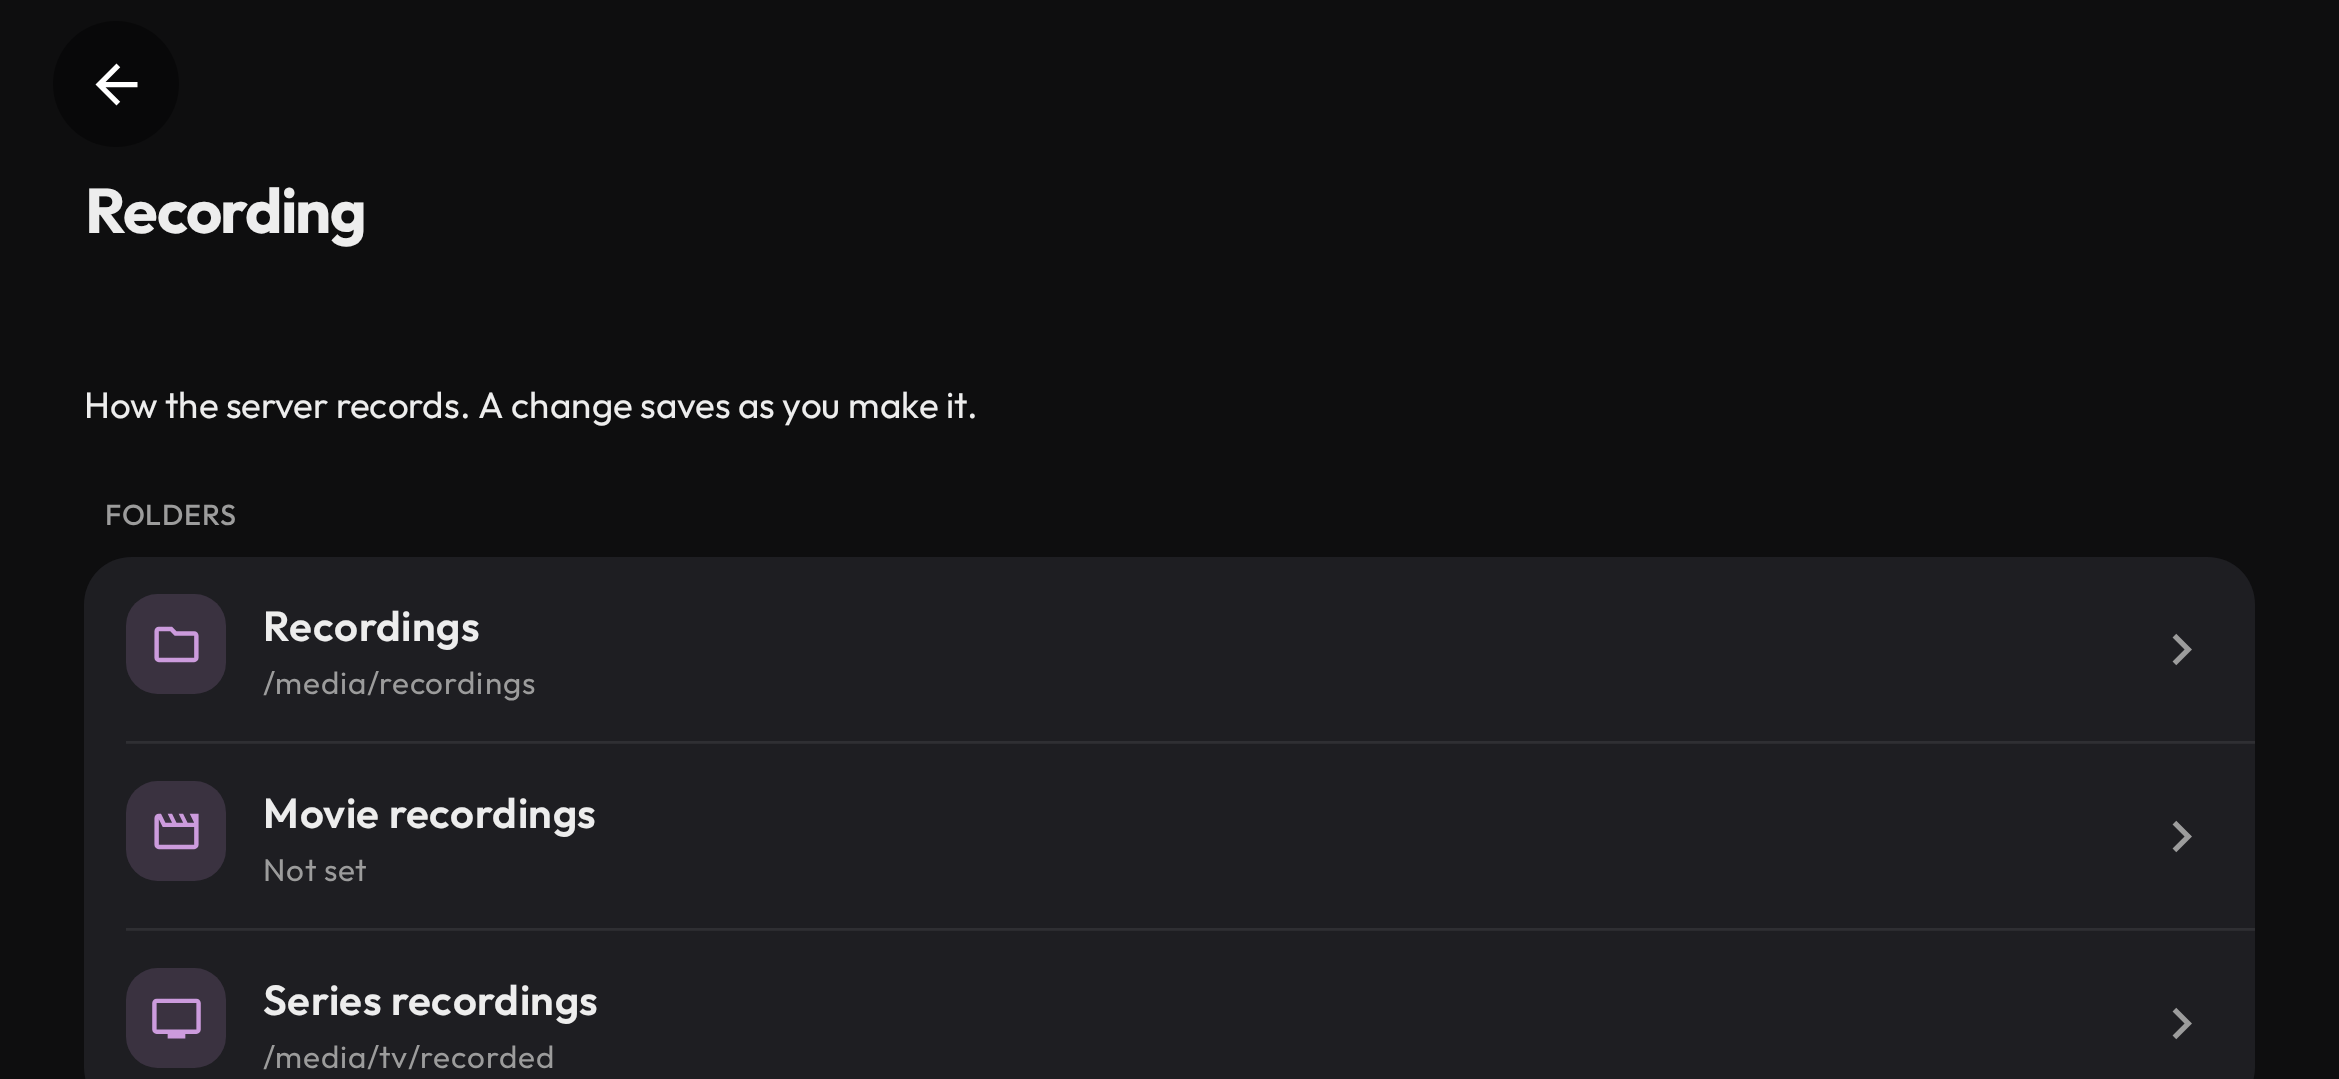 Recording
How the server records. A change saves as you make it.
FOLDERS
Recordings
/media/recordings
Movie recordings
Not set
Series recordings
/media/tv/recorded